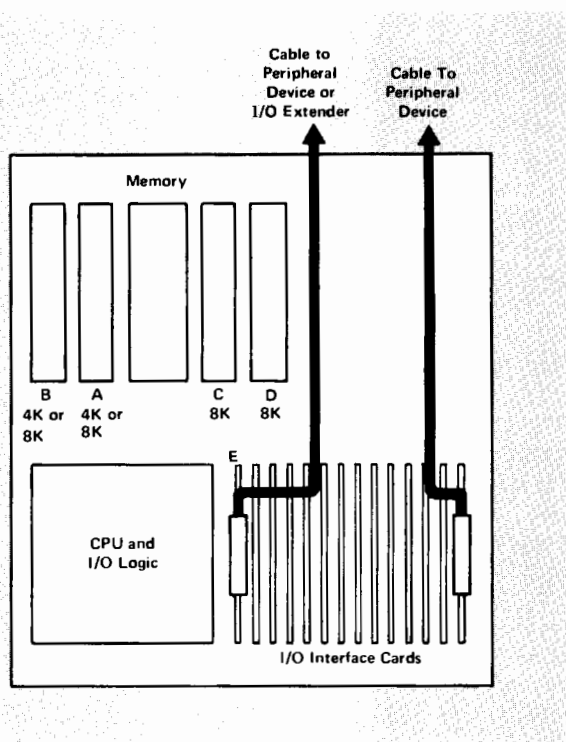 Cable to
Peripheral
Device or
I/O Extender
Cable To
Peripheral
Device
Memory
B
4K or
8K
A
4K or
8K
C
8K
D
8K
E
CPU and
I/O Logic
I/O Interface Cards